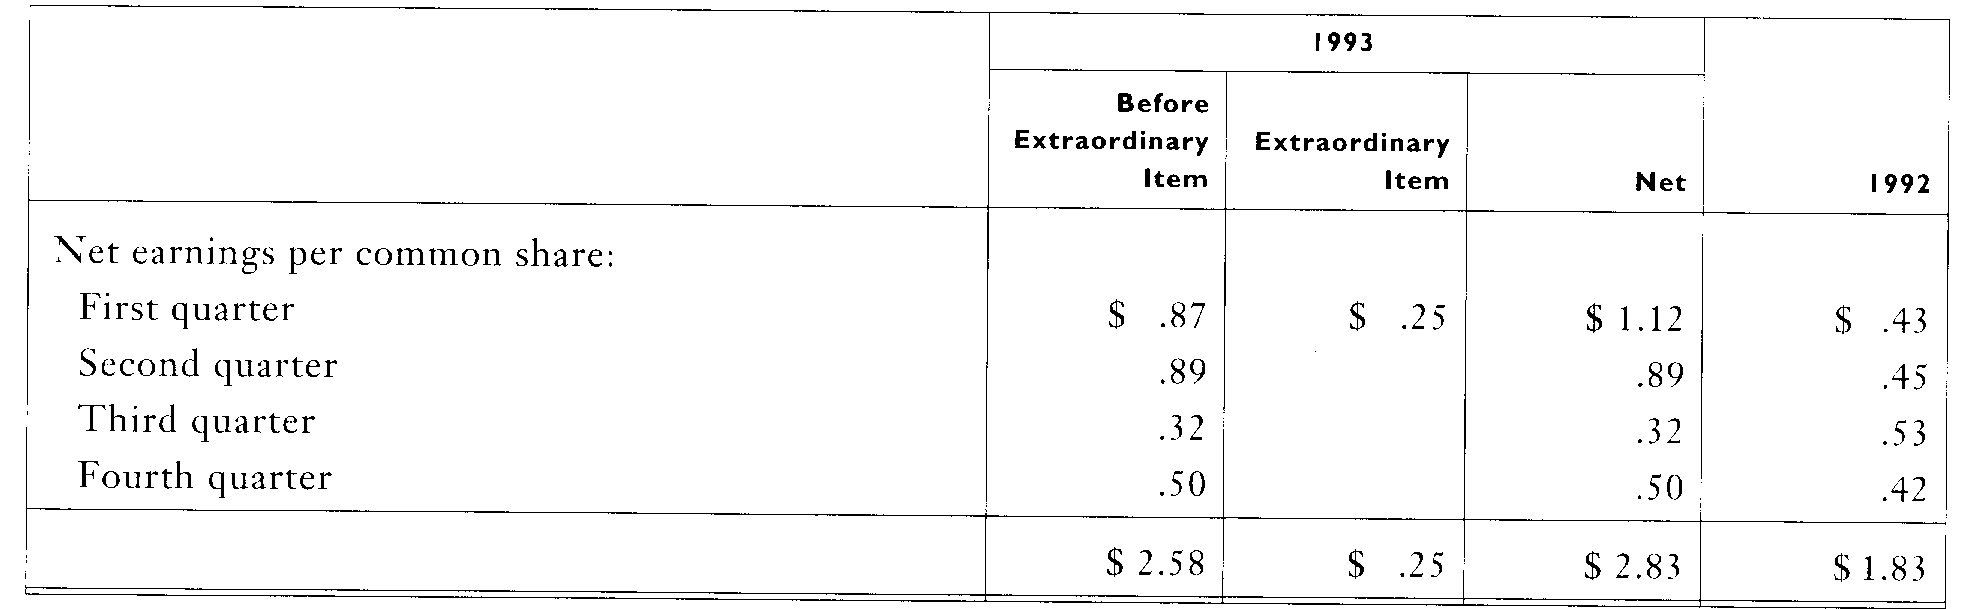 1993
Before
Extraordinary Extraordinary
Item Item Net 1992
Net earnings per common share:
First quarter $ .87 $ .25 $ 1.12 $ .43
Second quarter .89 .89 .45
Third quarter .32 .32 .53
Fourth quarter .50 .50 .42
$ 2.58 $ .25 $ 2.83 $ 1.83